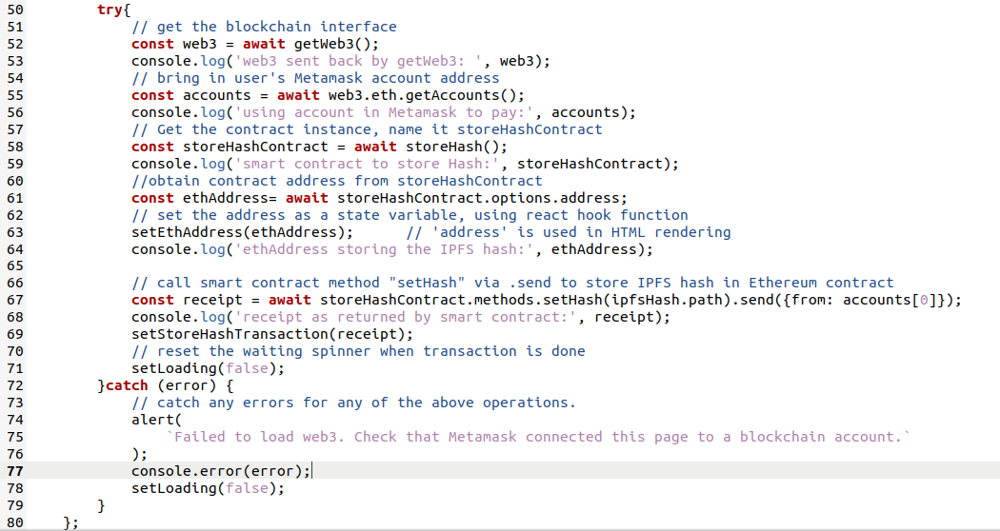 50         try{
51             // get the blockchain interface
52             const web3 = await getWeb3();
53             console.log('web3 sent back by getWeb3: ', web3);
54             // bring in user's Metamask account address
55             const accounts = await web3.eth.getAccounts();
56             console.log('using account in Metamask to pay:', accounts);
57             // Get the contract instance, name it storeHashContract
58             const storeHashContract = await storeHash();
59             console.log('smart contract to store Hash:', storeHashContract);
60             //obtain contract address from storeHashContract
61             const ethAddress= await storeHashContract.options.address;
62             // set the address as a state variable, using react hook function
63             setEthAddress(ethAddress);      // 'address' is used in HTML rendering
64             console.log('ethAddress storing the IPFS hash:', ethAddress);
65
66             // call smart contract method "setHash" via .send to store IPFS hash in Ethereum contract
67             const receipt = await storeHashContract.methods.setHash(ipfsHash.path).send({from: accounts[0]});
68             console.log('receipt as returned by smart contract:', receipt);
69             setStoreHashTransaction(receipt);
70             // reset the waiting spinner when transaction is done
71             setLoading(false);
72         }catch (error) {
73             // catch any errors for any of the above operations.
74             alert(
75                 `Failed to load web3. Check that Metamask connected this page to a blockchain account.`
76             );
77             console.error(error);
78             setLoading(false);
79         }
80     };